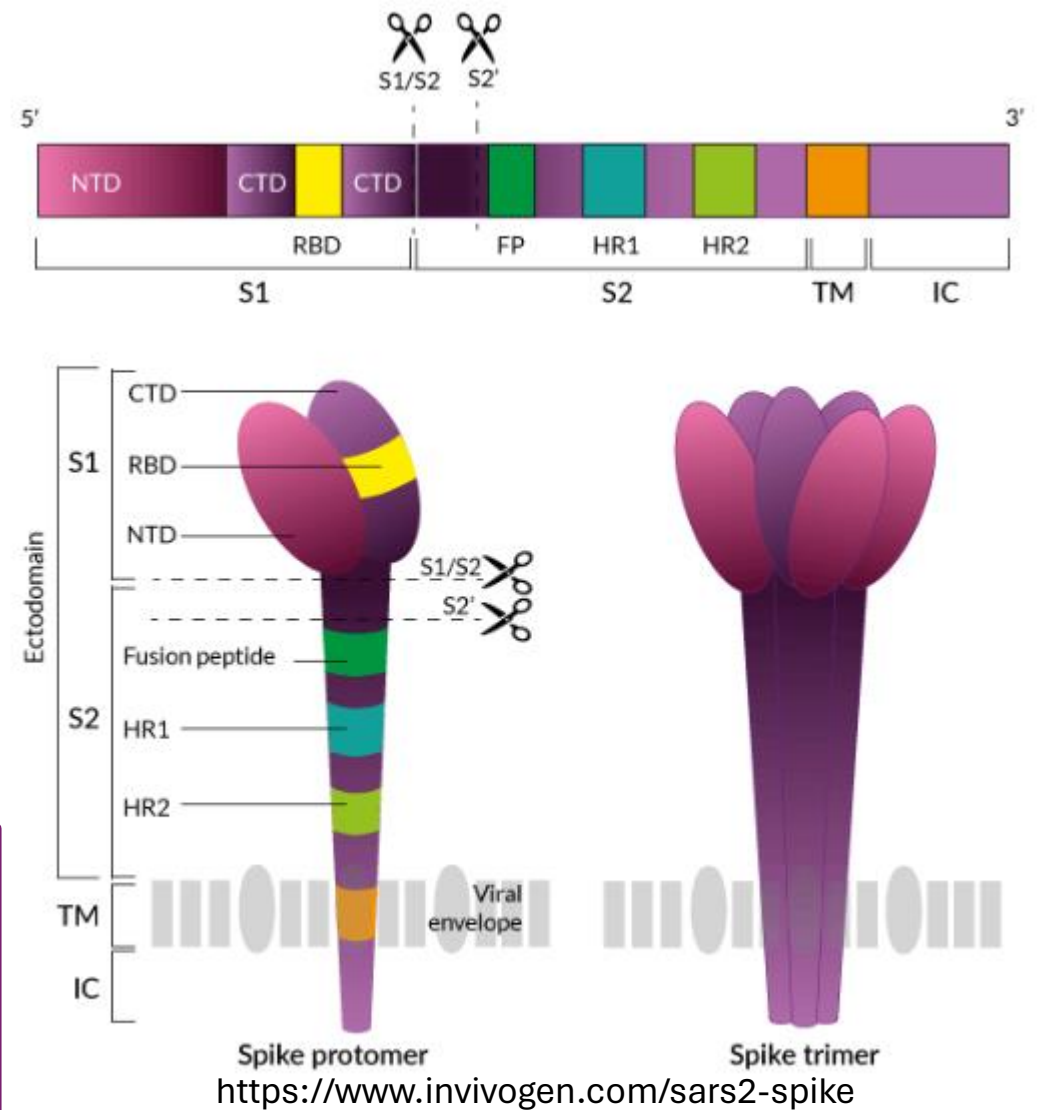 S1/S2 S2'
5' 3'
NTD CTD CTD
RBD FP HR1 HR2
S1 S2 TM IC
CTD
S1 RBD
NTD
S1/S2
S2'
Ectodomain
Fusion peptide
S2 HR1
HR2
Viral
TM envelope
IC
Spike protomer Spike trimer
https://www.invivogen.com/sars2-spike